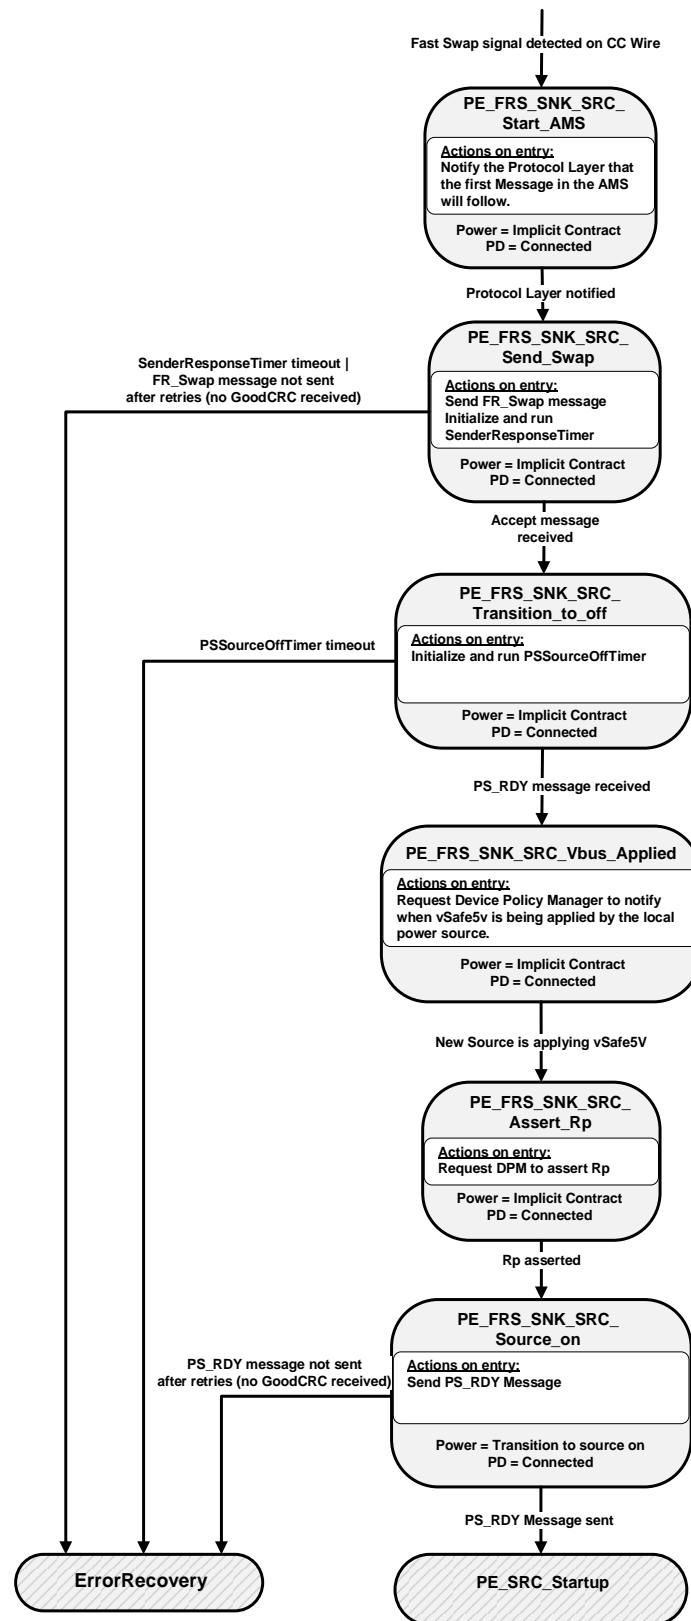 Fast Swap signal detected on CC Wire
PE_FRS_SNK_SRC_
Start_AMS
Actions on entry:
Notify the Protocol Layer that
the first Message in the AMS
will follow.
Power = Implicit Contract
PD = Connected
Protocol Layer notified
PE_FRS_SNK_SRC_
Send_Swap
Actions on entry:
Send FR_Swap message
Initialize and run
SenderResponseTimer
Power = Implicit Contract
PD = Connected
SenderResponseTimer timeout |
FR_Swap message not sent
after retries (no GoodCRC received)
Accept message
received
PE_FRS_SNK_SRC_
Transition_to_off
Actions on entry:
Initialize and run PSSourceOffTimer
Power = Implicit Contract
PD = Connected
PSSourceOffTimer timeout
PS_RDY message received
PE_FRS_SNK_SRC_Vbus_Applied
Actions on entry:
Request Device Policy Manager to notify
when vSafe5v is being applied by the local
power source.
Power = Implicit Contract
PD = Connected
New Source is applying vSafe5V
PE_FRS_SNK_SRC_
Assert_Rp
Actions on entry:
Request DPM to assert Rp
Power = Implicit Contract
PD = Connected
Rp asserted
PE_FRS_SNK_SRC_
Source_on
Actions on entry:
Send PS_RDY Message
Power = Transition to source on
PD = Connected
PS_RDY message not sent
after retries (no GoodCRC received)
PS_RDY Message sent
ErrorRecovery
PE_SRC_Startup